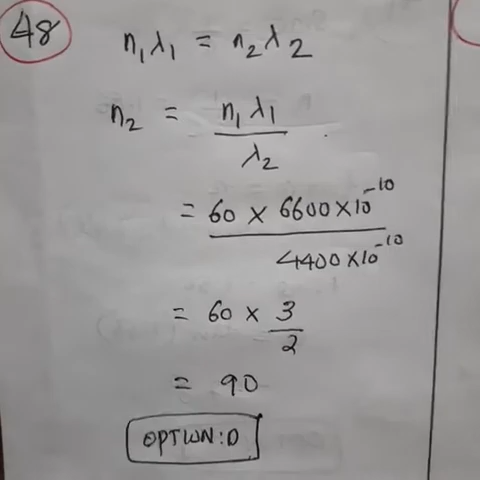 48
n₁λ₁ = n₂λ₂
n₂ = n₁λ₁ / λ₂
= 60 × 6600×10⁻¹⁰ / 4400×10⁻¹⁰
= 60 × 3/2
= 90
OPTION:D